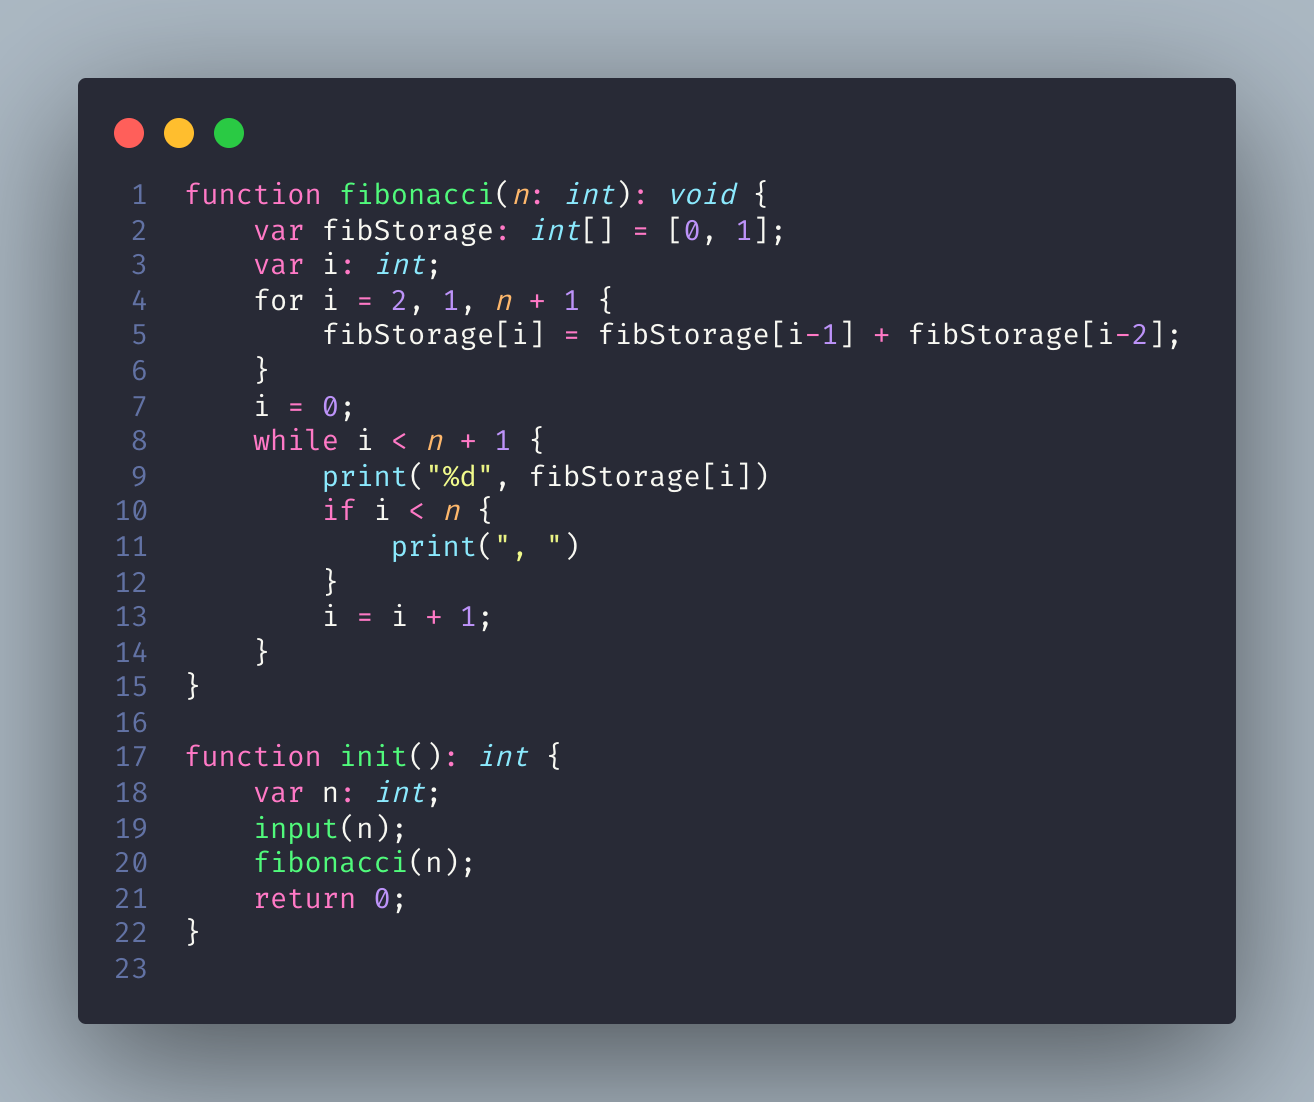 1 function fibonacci(n: int): void {
2     var fibStorage: int[] = [0, 1];
3     var i: int;
4     for i = 2, 1, n + 1 {
5         fibStorage[i] = fibStorage[i-1] + fibStorage[i-2];
6     }
7     i = 0;
8     while i < n + 1 {
9         print("%d", fibStorage[i])
10         if i < n {
11             print(", ")
12         }
13         i = i + 1;
14     }
15 }
16
17 function init(): int {
18     var n: int;
19     input(n);
20     fibonacci(n);
21     return 0;
22 }
23